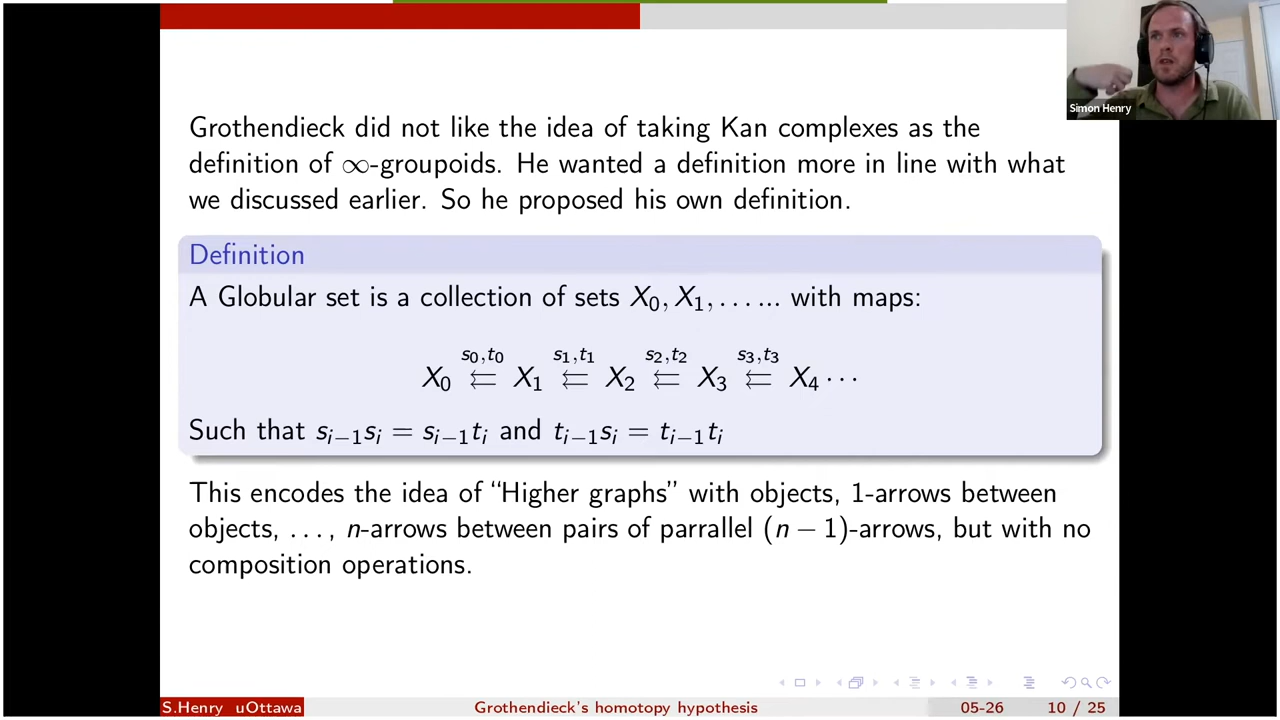 Simon Henry
Grothendieck did not like the idea of taking Kan complexes as the
definition of ∞-groupoids. He wanted a definition more in line with what
we discussed earlier. So he proposed his own definition.
Definition
A Globular set is a collection of sets X₀, X₁, . . . ... with maps:
s₀,t₀ s₁,t₁ s₂,t₂ s₃,t₃
X₀ ⇇ X₁ ⇇ X₂ ⇇ X₃ ⇇ X₄ · · ·
Such that sᵢ₋₁sᵢ = sᵢ₋₁tᵢ and tᵢ₋₁sᵢ = tᵢ₋₁tᵢ
This encodes the idea of “Higher graphs” with objects, 1-arrows between
objects, . . . , n-arrows between pairs of parrallel (n − 1)-arrows, but with no
composition operations.
S.Henry uOttawa Grothendieck's homotopy hypothesis 05-26 10 / 25